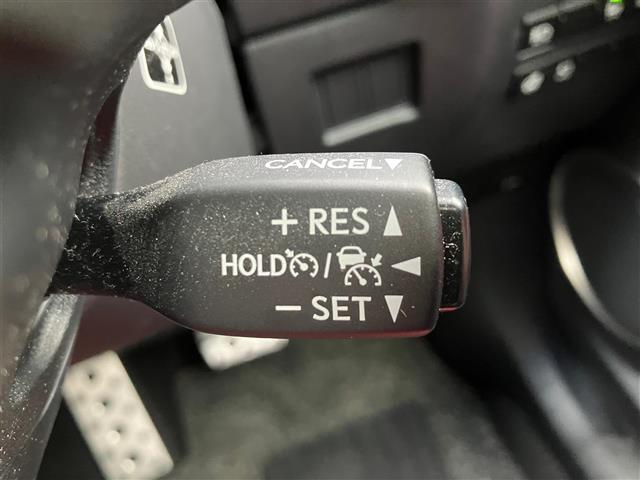 CANCEL▼
+ RES ▲
HOLD / ◀
− SET ▼